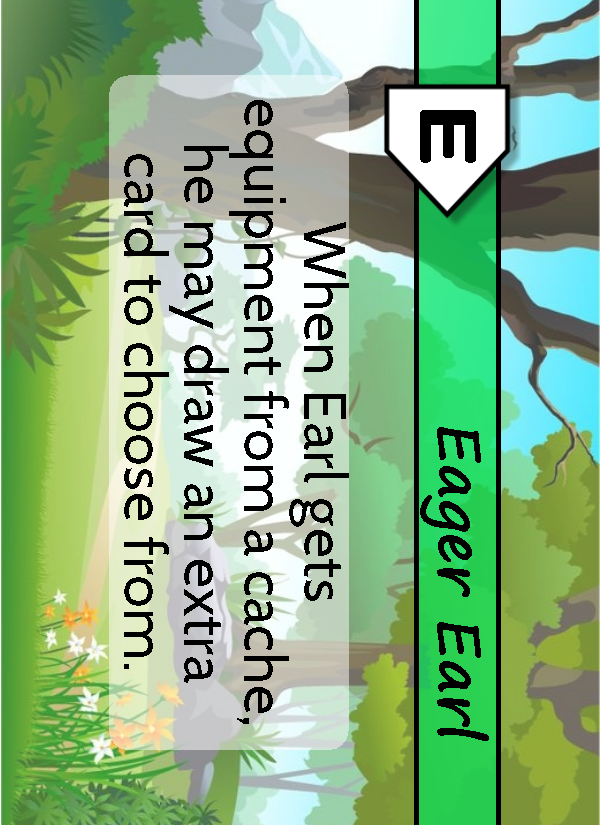 E
Eager Earl
When Earl gets
equipment from a cache,
he may draw an extra
card to choose from.